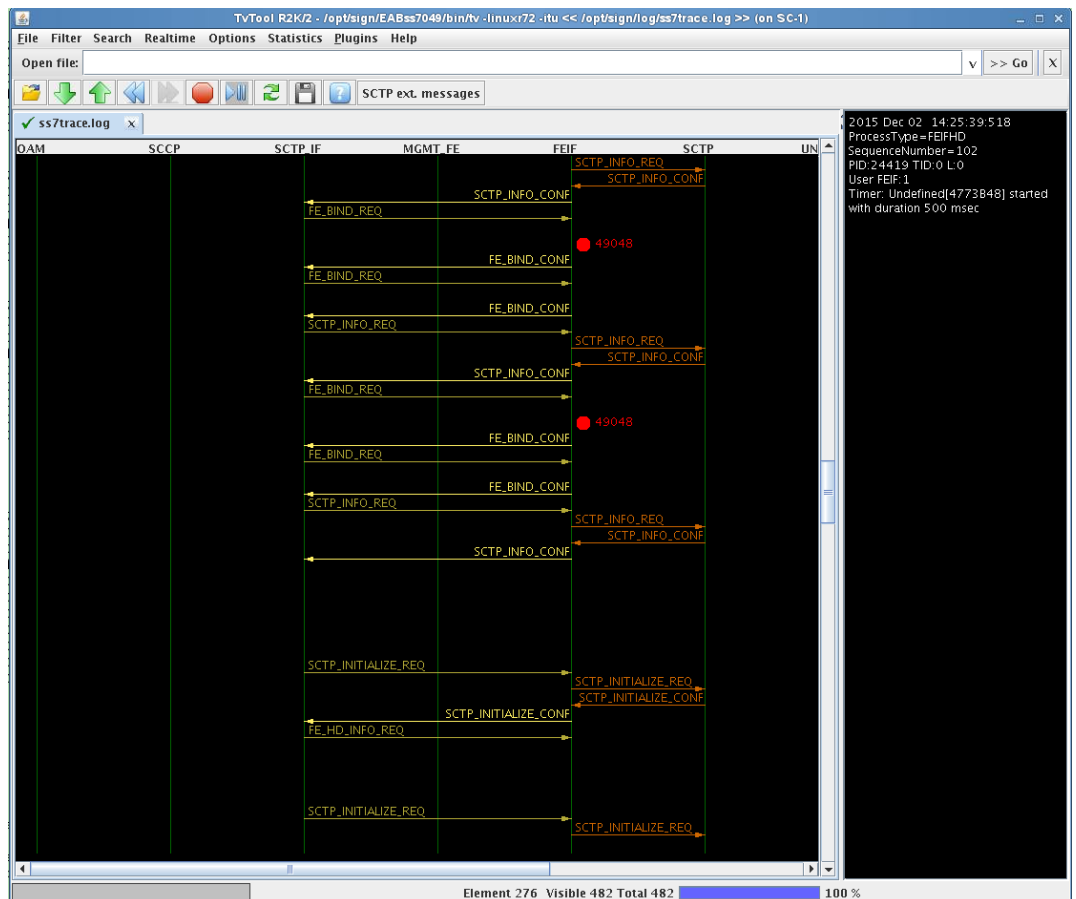 TvTool R2K/2 - /opt/sign/EABss7049/bin/tv -linuxr72 -itu << /opt/sign/log/ss7trace.log >> (on SC-1)
File Filter Search Realtime Options Statistics Plugins Help
Open file: v >> Go X
SCTP ext. messages
ss7trace.log x
OAM SCCP SCTP_IF MGMT_FE FEIF SCTP UN
SCTP_INFO_REQ
SCTP_INFO_CONF
SCTP_INFO_CONF
FE_BIND_REQ
49048
FE_BIND_CONF
FE_BIND_REQ
FE_BIND_CONF
SCTP_INFO_REQ
SCTP_INFO_REQ
SCTP_INFO_CONF
SCTP_INFO_CONF
FE_BIND_REQ
49048
FE_BIND_CONF
FE_BIND_REQ
FE_BIND_CONF
SCTP_INFO_REQ
SCTP_INFO_REQ
SCTP_INFO_CONF
SCTP_INFO_CONF
SCTP_INITIALIZE_REQ
SCTP_INITIALIZE_REQ
SCTP_INITIALIZE_CONF
SCTP_INITIALIZE_CONF
FE_HD_INFO_REQ
SCTP_INITIALIZE_REQ
SCTP_INITIALIZE_REQ
2015 Dec 02 14:25:39:518
ProcessType=FEIFHD
SequenceNumber=102
PID:24419 TID:0 L:0
User FEIF:1
Timer: Undefined[4773B48] started
with duration 500 msec
Element 276 Visible 482 Total 482 100 %